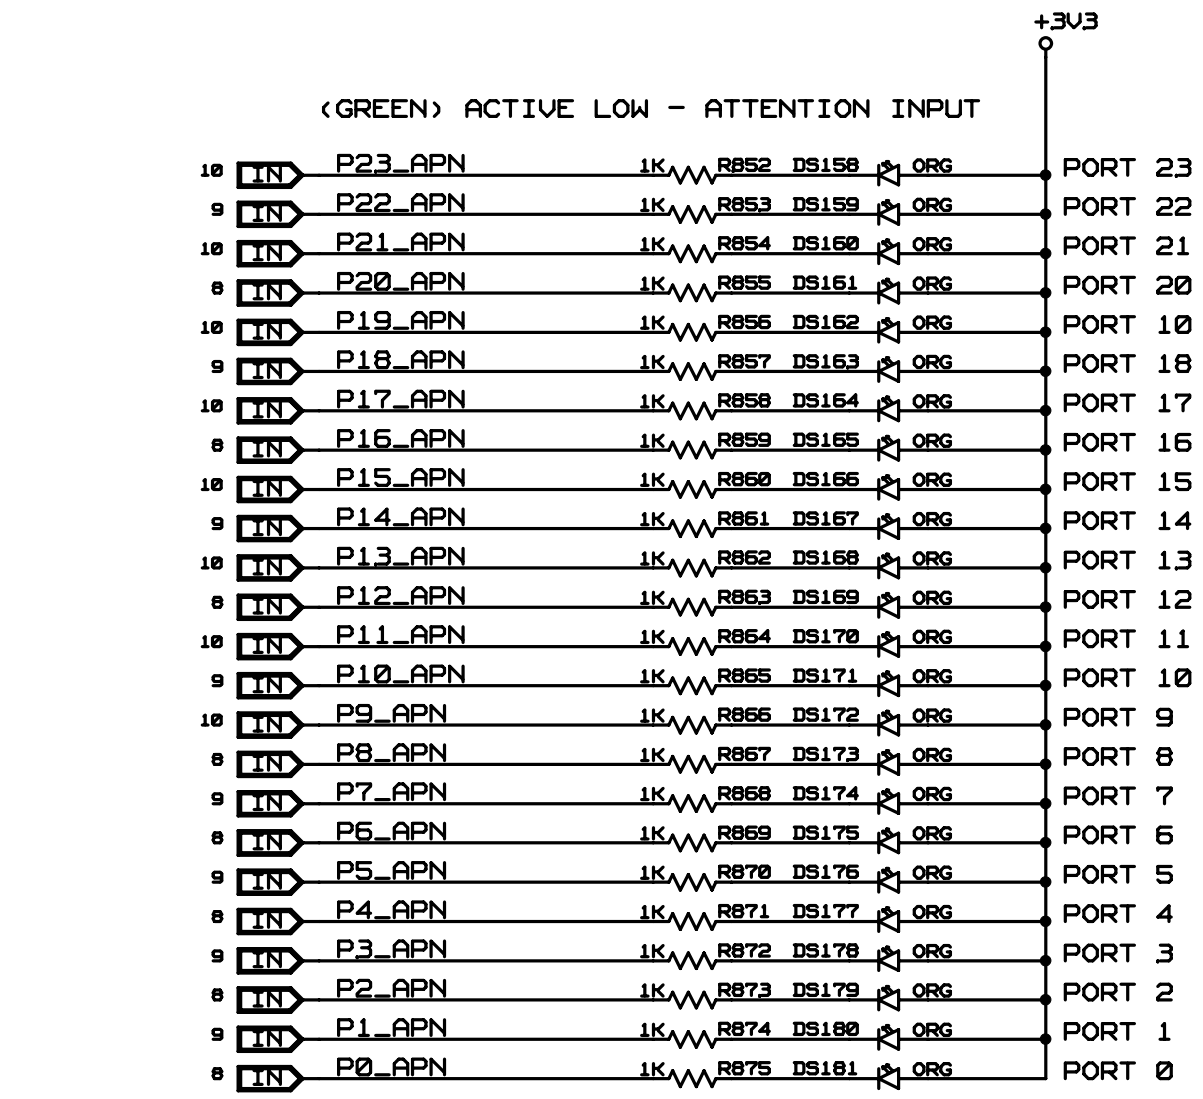 +3V3
(GREEN) ACTIVE LOW - ATTENTION INPUT
10 IN P23_APN 1K R852 DS158 ORG PORT 23
9 IN P22_APN 1K R853 DS159 ORG PORT 22
10 IN P21_APN 1K R854 DS160 ORG PORT 21
8 IN P20_APN 1K R855 DS161 ORG PORT 20
10 IN P19_APN 1K R856 DS162 ORG PORT 10
9 IN P18_APN 1K R857 DS163 ORG PORT 18
10 IN P17_APN 1K R858 DS164 ORG PORT 17
8 IN P16_APN 1K R859 DS165 ORG PORT 16
10 IN P15_APN 1K R860 DS166 ORG PORT 15
9 IN P14_APN 1K R861 DS167 ORG PORT 14
10 IN P13_APN 1K R862 DS168 ORG PORT 13
8 IN P12_APN 1K R863 DS169 ORG PORT 12
10 IN P11_APN 1K R864 DS170 ORG PORT 11
9 IN P10_APN 1K R865 DS171 ORG PORT 10
10 IN P9_APN 1K R866 DS172 ORG PORT 9
8 IN P8_APN 1K R867 DS173 ORG PORT 8
9 IN P7_APN 1K R868 DS174 ORG PORT 7
8 IN P6_APN 1K R869 DS175 ORG PORT 6
9 IN P5_APN 1K R870 DS176 ORG PORT 5
8 IN P4_APN 1K R871 DS177 ORG PORT 4
9 IN P3_APN 1K R872 DS178 ORG PORT 3
8 IN P2_APN 1K R873 DS179 ORG PORT 2
9 IN P1_APN 1K R874 DS180 ORG PORT 1
8 IN P0_APN 1K R875 DS181 ORG PORT 0